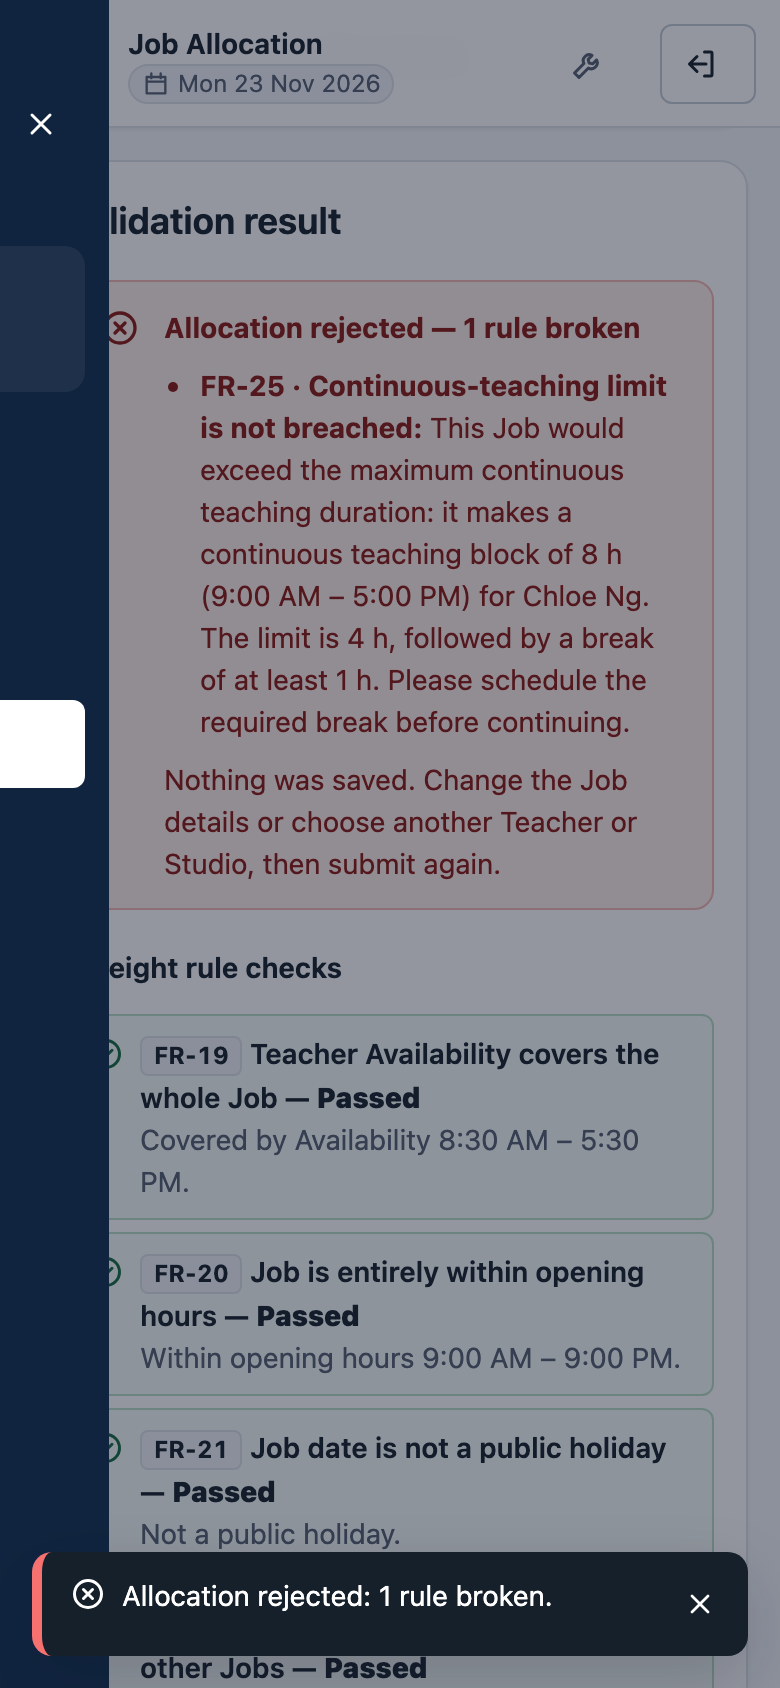 Job Allocation
Mon 23 Nov 2026
lidation result
Allocation rejected — 1 rule broken
• FR-25 · Continuous-teaching limit
is not breached: This Job would
exceed the maximum continuous
teaching duration: it makes a
continuous teaching block of 8 h
(9:00 AM – 5:00 PM) for Chloe Ng.
The limit is 4 h, followed by a break
of at least 1 h. Please schedule the
required break before continuing.
Nothing was saved. Change the Job
details or choose another Teacher or
Studio, then submit again.
eight rule checks
FR-19 Teacher Availability covers the
whole Job — Passed
Covered by Availability 8:30 AM – 5:30
PM.
FR-20 Job is entirely within opening
hours — Passed
Within opening hours 9:00 AM – 9:00 PM.
FR-21 Job date is not a public holiday
— Passed
Not a public holiday.
Allocation rejected: 1 rule broken.
other Jobs — Passed